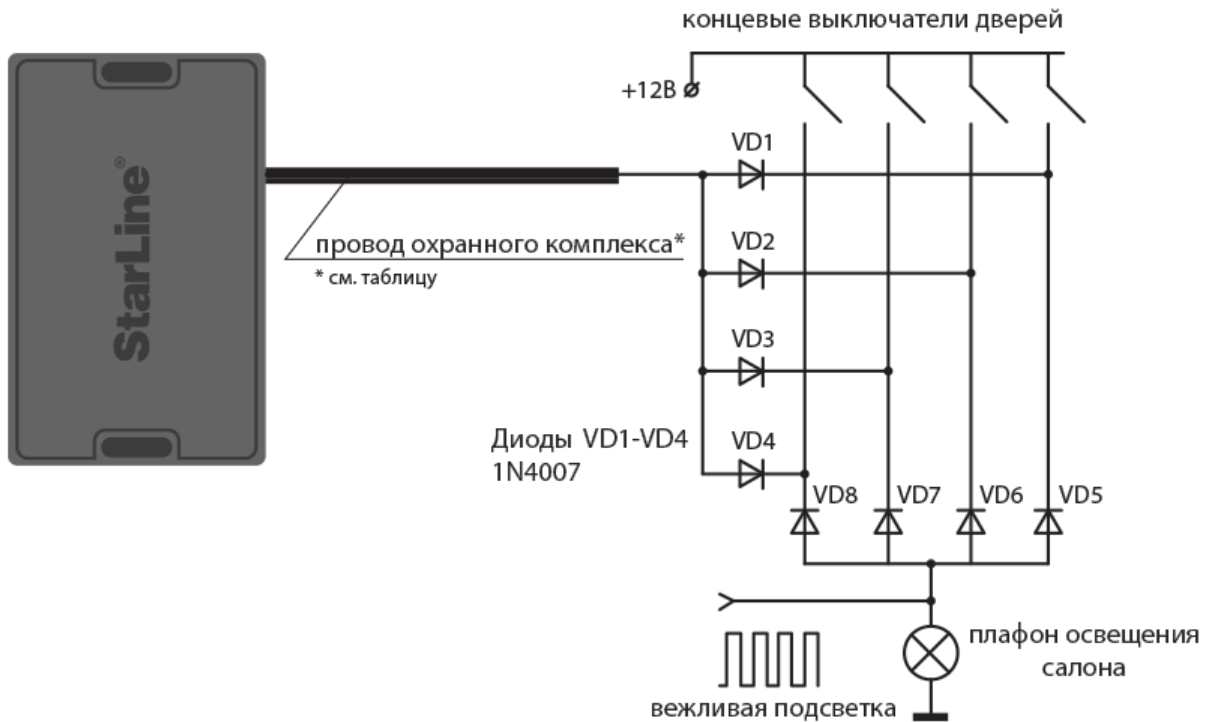 концевые выключатели дверей
+12В
StarLine®
VD1
провод охранного комплекса*
* см. таблицу
VD2
VD3
Диоды VD1-VD4
1N4007
VD4
VD8
VD7
VD6
VD5
плафон освещения
салона
вежливая подсветка